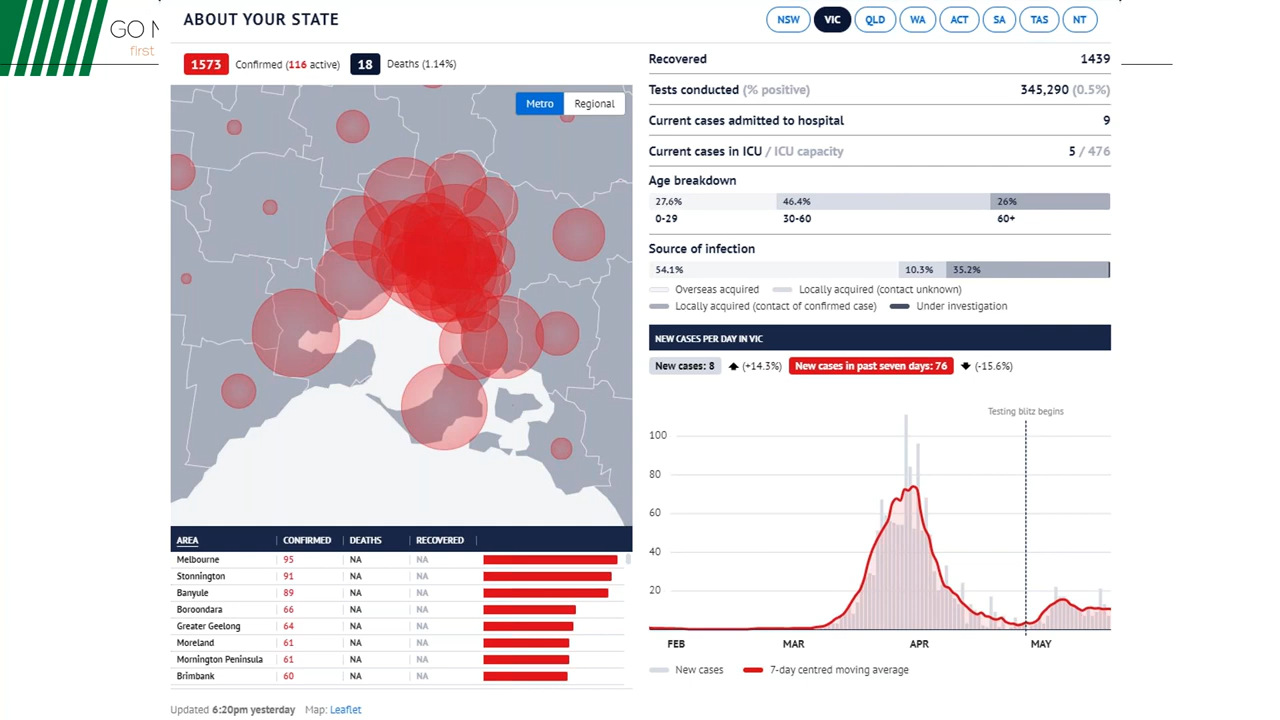 GO
first
ABOUT YOUR STATE
NSW VIC QLD WA ACT SA TAS NT
1573 Confirmed (116 active) 18 Deaths (1.14%)
Metro Regional
Recovered 1439
Tests conducted (% positive) 345,290 (0.5%)
Current cases admitted to hospital 9
Current cases in ICU / ICU capacity 5 / 476
Age breakdown
27.6% 46.4% 26%
0-29 30-60 60+
Source of infection
54.1% 10.3% 35.2%
Overseas acquired Locally acquired (contact unknown)
Locally acquired (contact of confirmed case) Under investigation
NEW CASES PER DAY IN VIC
New cases: 8 (+14.3%) New cases in past seven days: 76 (-15.6%)
Testing blitz begins
100
80
60
40
20
FEB MAR APR MAY
New cases 7-day centred moving average
AREA CONFIRMED DEATHS RECOVERED
Melbourne 95 NA NA
Stonnington 91 NA NA
Banyule 89 NA NA
Boroondara 66 NA NA
Greater Geelong 64 NA NA
Moreland 61 NA NA
Mornington Peninsula 61 NA NA
Brimbank 60 NA NA
Updated 6:20pm yesterday Map: Leaflet